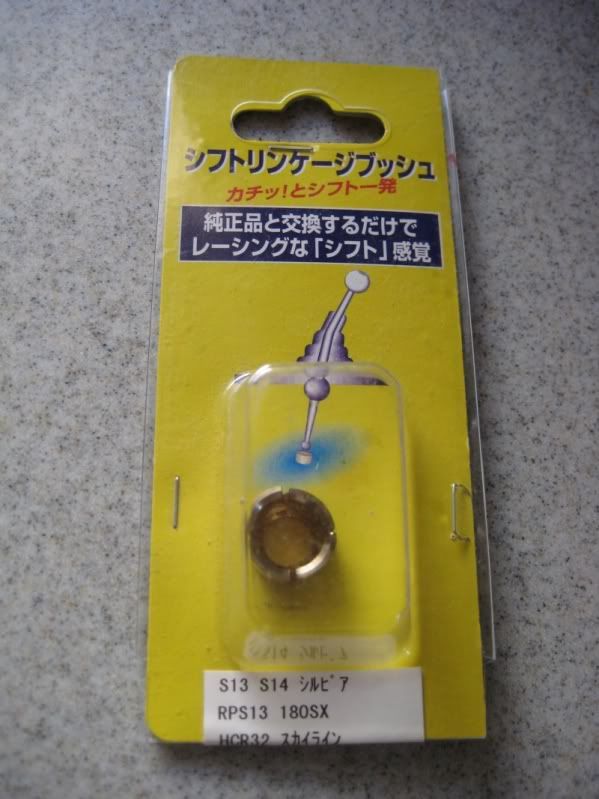 シフトリンケージブッシュ
カチッ!とシフト一発
純正品と交換するだけで
レーシングな「シフト」感覚
S13 S14 シルビア
RPS13 180SX
HCR32 スカイライン